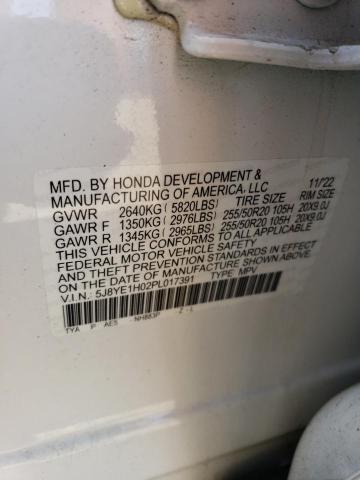 MFD. BY HONDA DEVELOPMENT & 11/22
MANUFACTURING OF AMERICA, LLC TIRE SIZE RIM SIZE
GVWR 2640KG ( 5820LBS)
GAWR F 1350KG ( 2976LBS) 255/50R20 105H 20X9.0J
GAWR R 1345KG ( 2965LBS) 255/50R20 105H 20X9.0J
THIS VEHICLE CONFORMS TO ALL APPLICABLE
FEDERAL MOTOR VEHICLE SAFETY
AND THEFT PREVENTION STANDARDS IN EFFECT
ON THE DATE OF MANUFACTURE SHOWN ABOVE.
V.I.N.: 5J8YE1H02PL017391 TYPE: MPV
TYA P AES NH883P Z - L